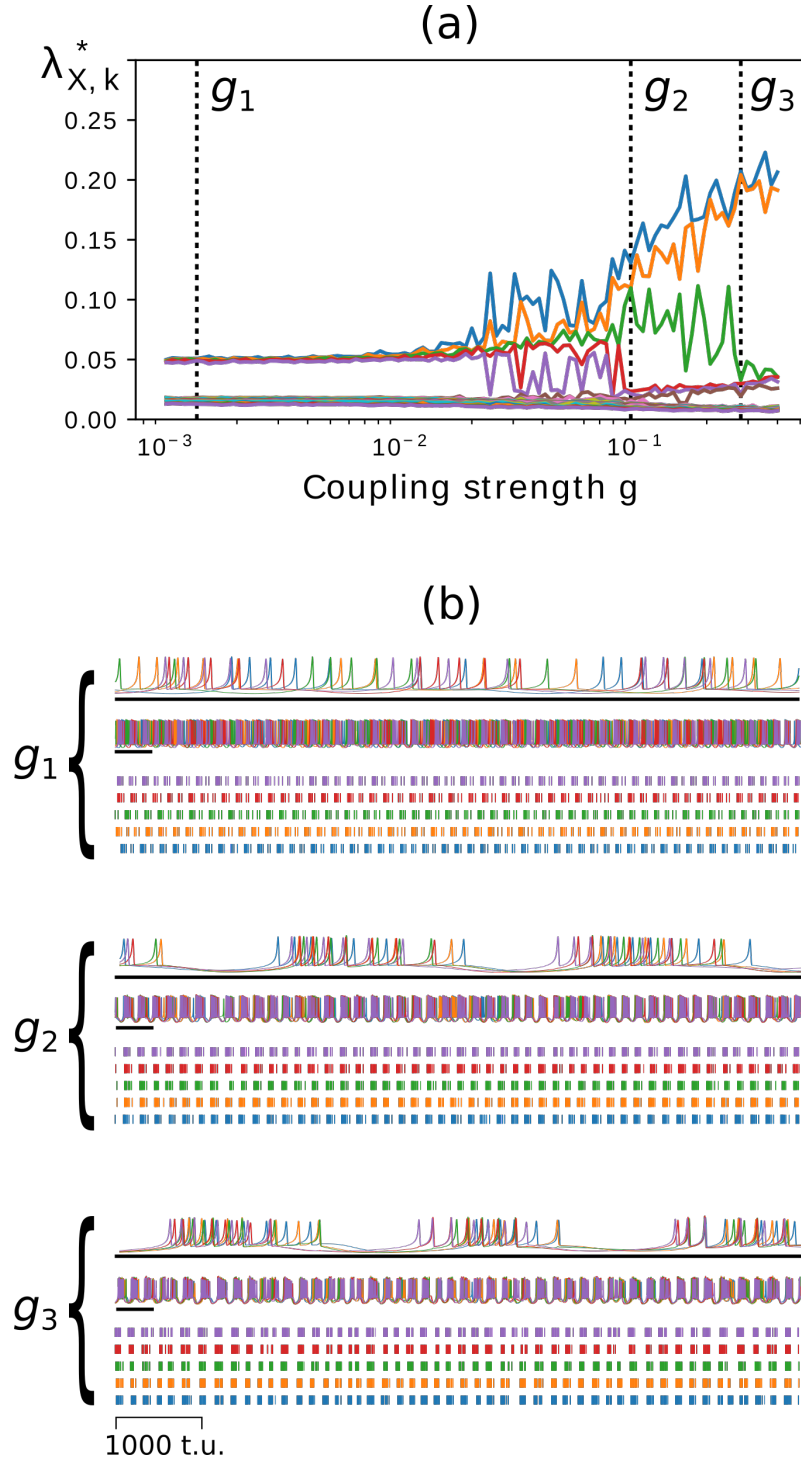 (a)
λ*X, k
g1
g2
g3
0.25
0.20
0.15
0.10
0.05
0.00
10−3
10−2
10−1
Coupling strength g
(b)
g1
g2
g3
1000 t.u.